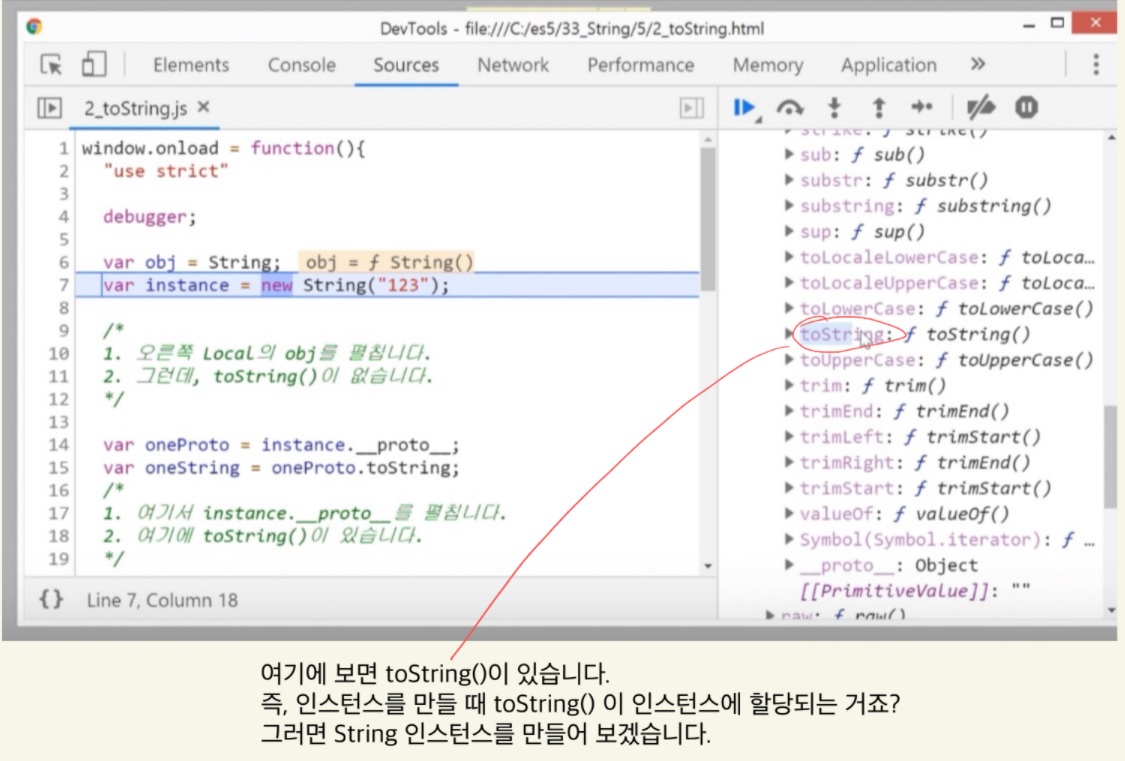 DevTools - file:///C:/es5/33_String/5/2_toString.html
Elements Console Sources Network Performance Memory Application »
2_toString.js ×
1 window.onload = function(){
2 "use strict"
3
4 debugger;
5
6 var obj = String; obj = ƒ String()
7 var instance = new String("123");
8
9 /*
10 1. 오른쪽 Local의 obj를 펼칩니다.
11 2. 그런데, toString()이 없습니다.
12 */
13
14 var oneProto = instance.__proto__;
15 var oneString = oneProto.toString;
16 /*
17 1. 여기서 instance.__proto__를 펼칩니다.
18 2. 여기에 toString()이 있습니다.
19 */
{} Line 7, Column 18
strike: ƒ strike()
sub: ƒ sub()
substr: ƒ substr()
substring: ƒ substring()
sup: ƒ sup()
toLocaleLowerCase: ƒ toLoca…
toLocaleUpperCase: ƒ toLoca…
toLowerCase: ƒ toLowerCase()
toString: ƒ toString()
toUpperCase: ƒ toUpperCase()
trim: ƒ trim()
trimEnd: ƒ trimEnd()
trimLeft: ƒ trimStart()
trimRight: ƒ trimEnd()
trimStart: ƒ trimStart()
valueOf: ƒ valueOf()
Symbol(Symbol.iterator): ƒ …
__proto__: Object
[[PrimitiveValue]]: ""
raw: ƒ raw()
여기에 보면 toString()이 있습니다.
즉, 인스턴스를 만들 때 toString() 이 인스턴스에 할당되는 거죠?
그러면 String 인스턴스를 만들어 보겠습니다.